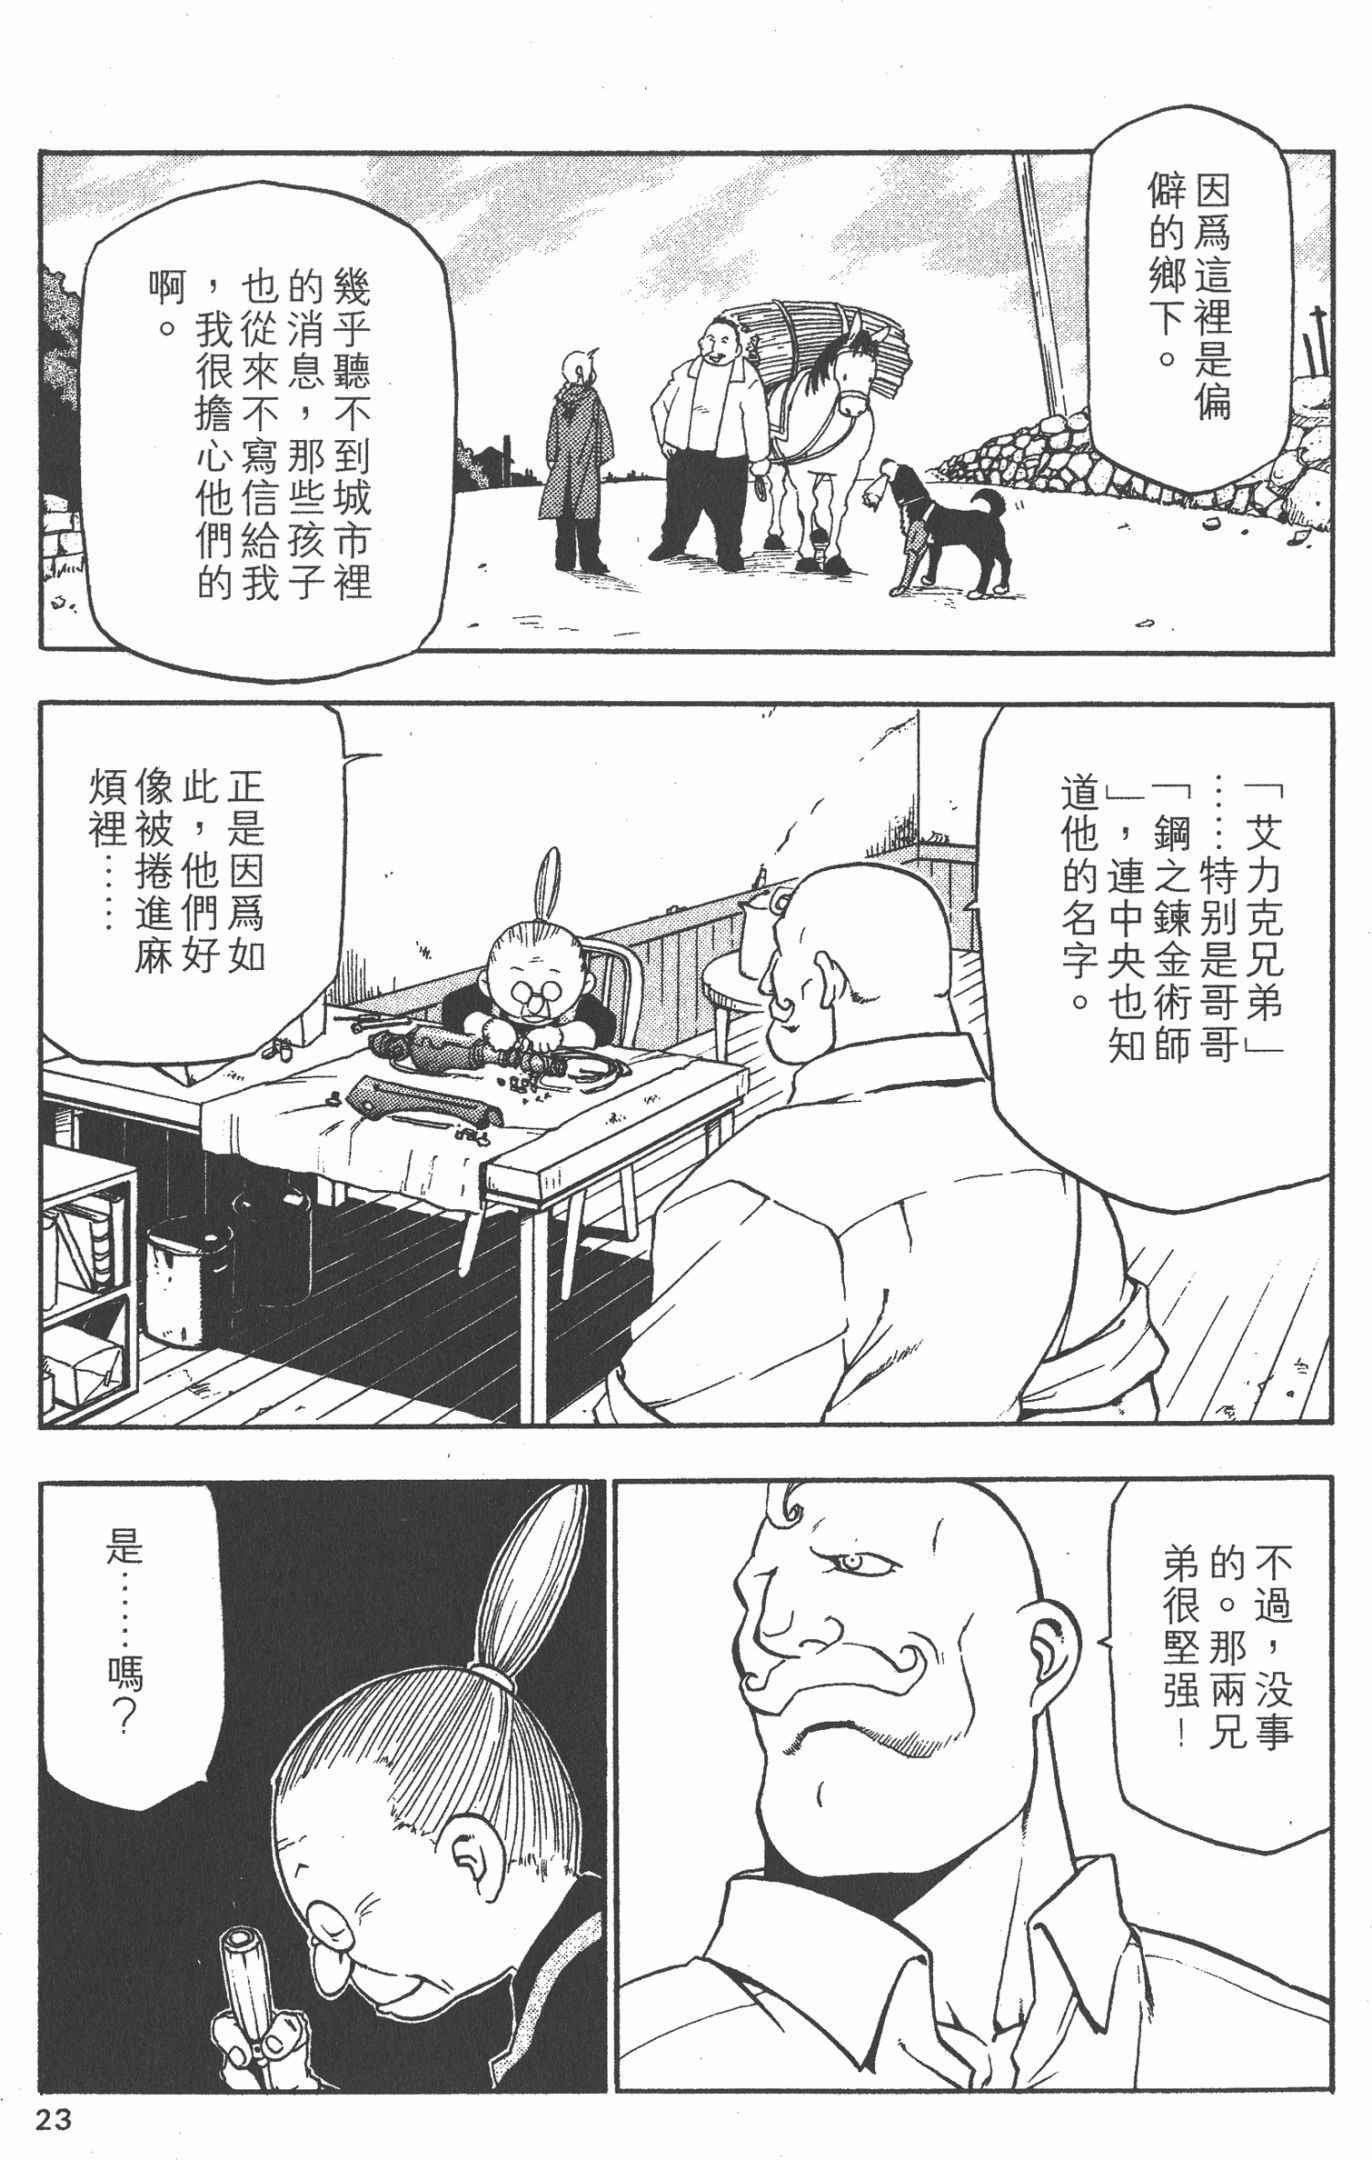 因爲這裡是偏
僻的鄉下。
幾乎聽不到城市裡
的消息，那些孩子
也從來不寫信給我
，我很擔心他們的
啊。
「艾力克兄弟」
……特别是哥哥
「鋼之鍊金術師
」，連中央也知
道他的名字。
正是因爲如
此，他們好
像被捲進麻
煩裡……
不過，没事
的。那兩兄
弟很堅强！
是……嗎？
23